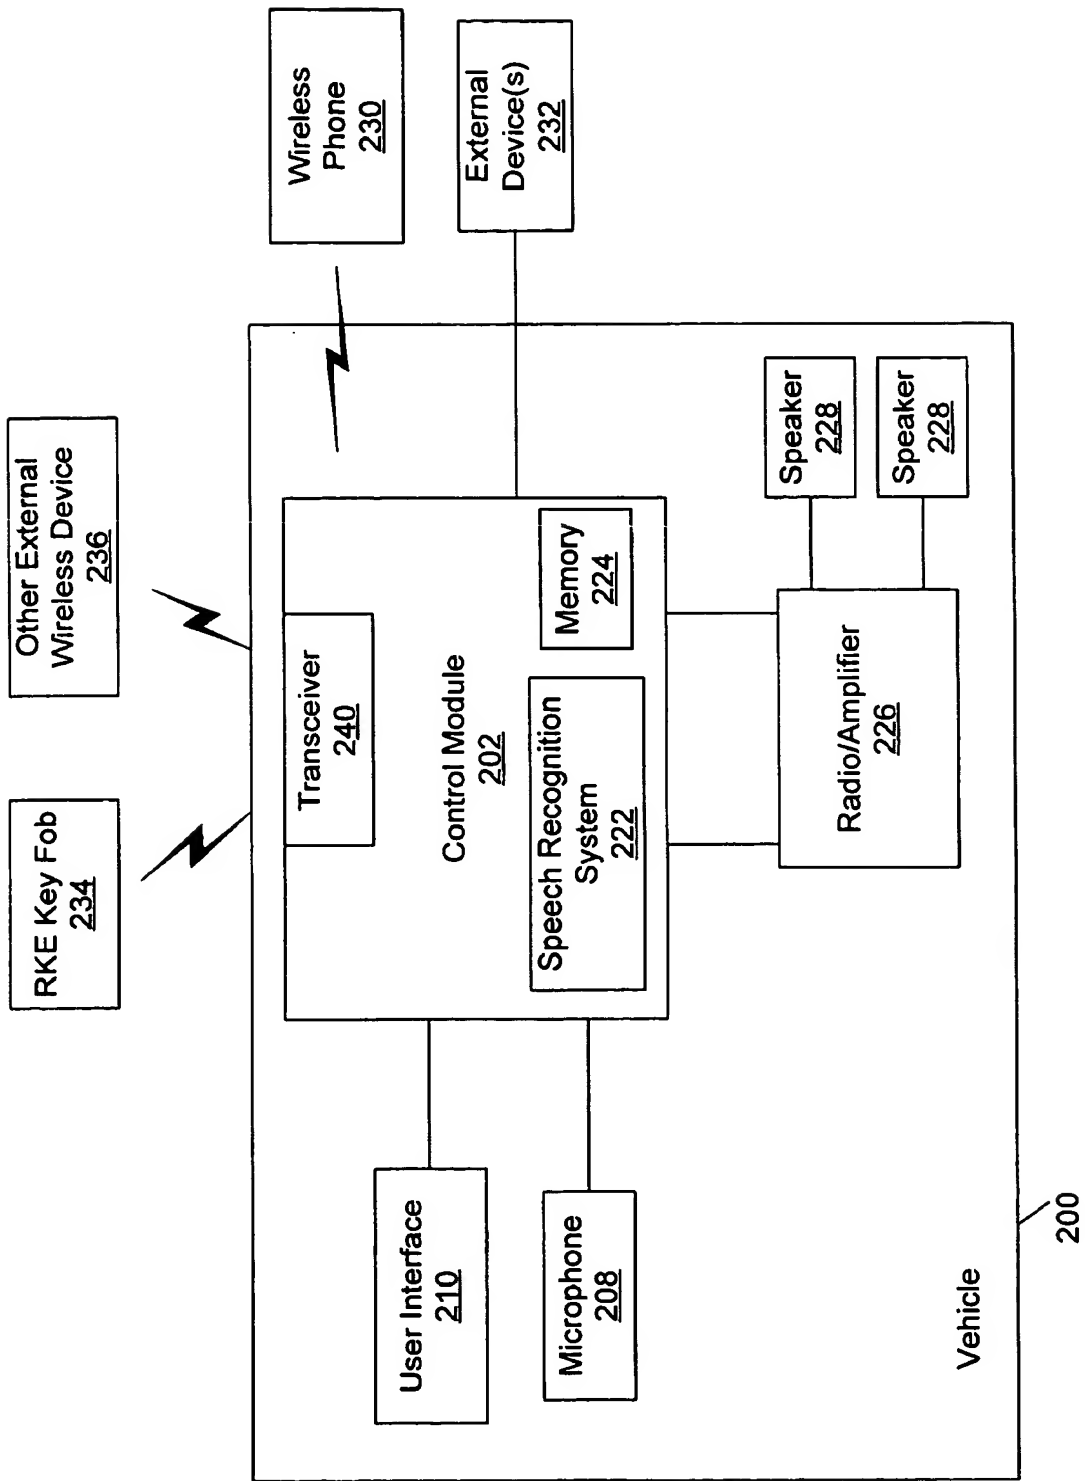 RKE Key Fob
234
Other External
Wireless Device
236
Wireless
Phone
230
External
Device(s)
232
Transceiver
240
Control Module
202
Speech Recognition
System
222
Memory
224
User Interface
210
Microphone
208
Radio/Amplifier
226
Speaker
228
Speaker
228
Vehicle
200